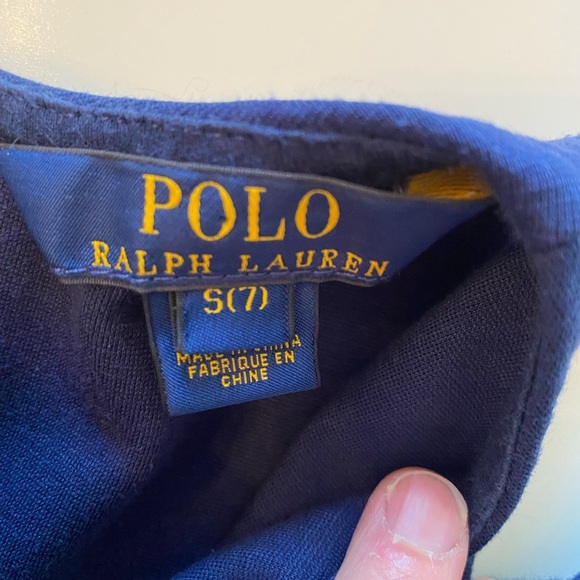 POLO
RALPH LAUREN
S(7)
MADE IN CHINA
FABRIQUE EN
CHINE